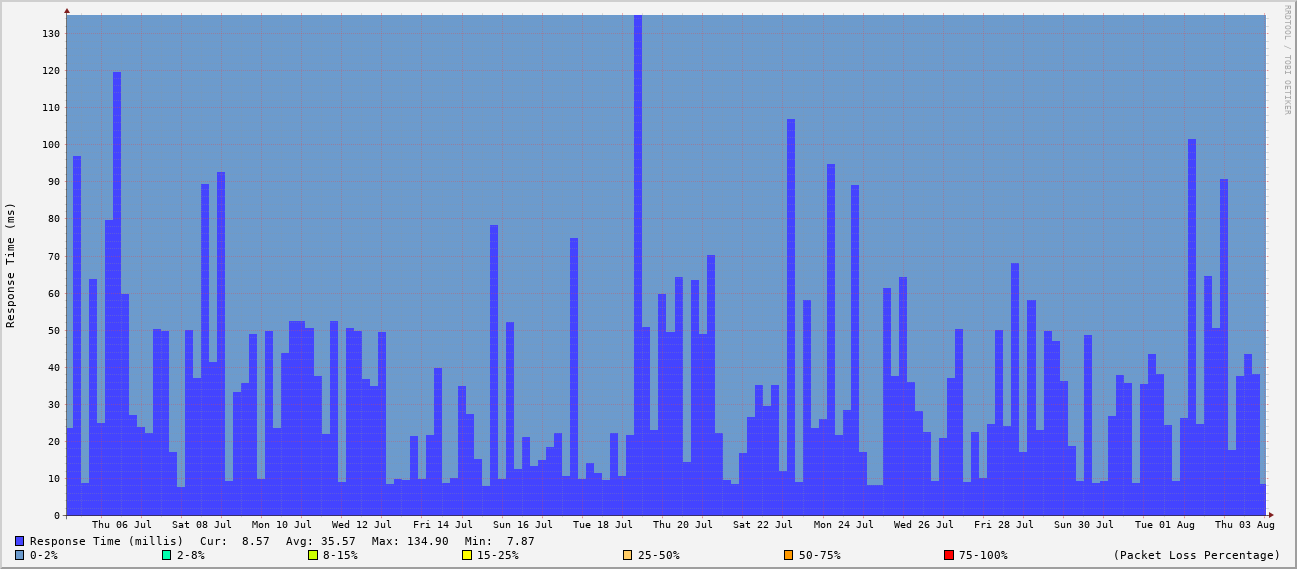 RRDTOOL / TOBI OETIKER
Response Time (ms)
130
120
110
100
90
80
70
60
50
40
30
20
10
0
Thu 06 Jul Sat 08 Jul Mon 10 Jul Wed 12 Jul Fri 14 Jul Sun 16 Jul Tue 18 Jul Thu 20 Jul Sat 22 Jul Mon 24 Jul Wed 26 Jul Fri 28 Jul Sun 30 Jul Tue 01 Aug Thu 03 Aug
Response Time (millis) Cur: 8.57 Avg: 35.57 Max: 134.90 Min: 7.87
0-2% 2-8% 8-15% 15-25% 25-50% 50-75% 75-100% (Packet Loss Percentage)